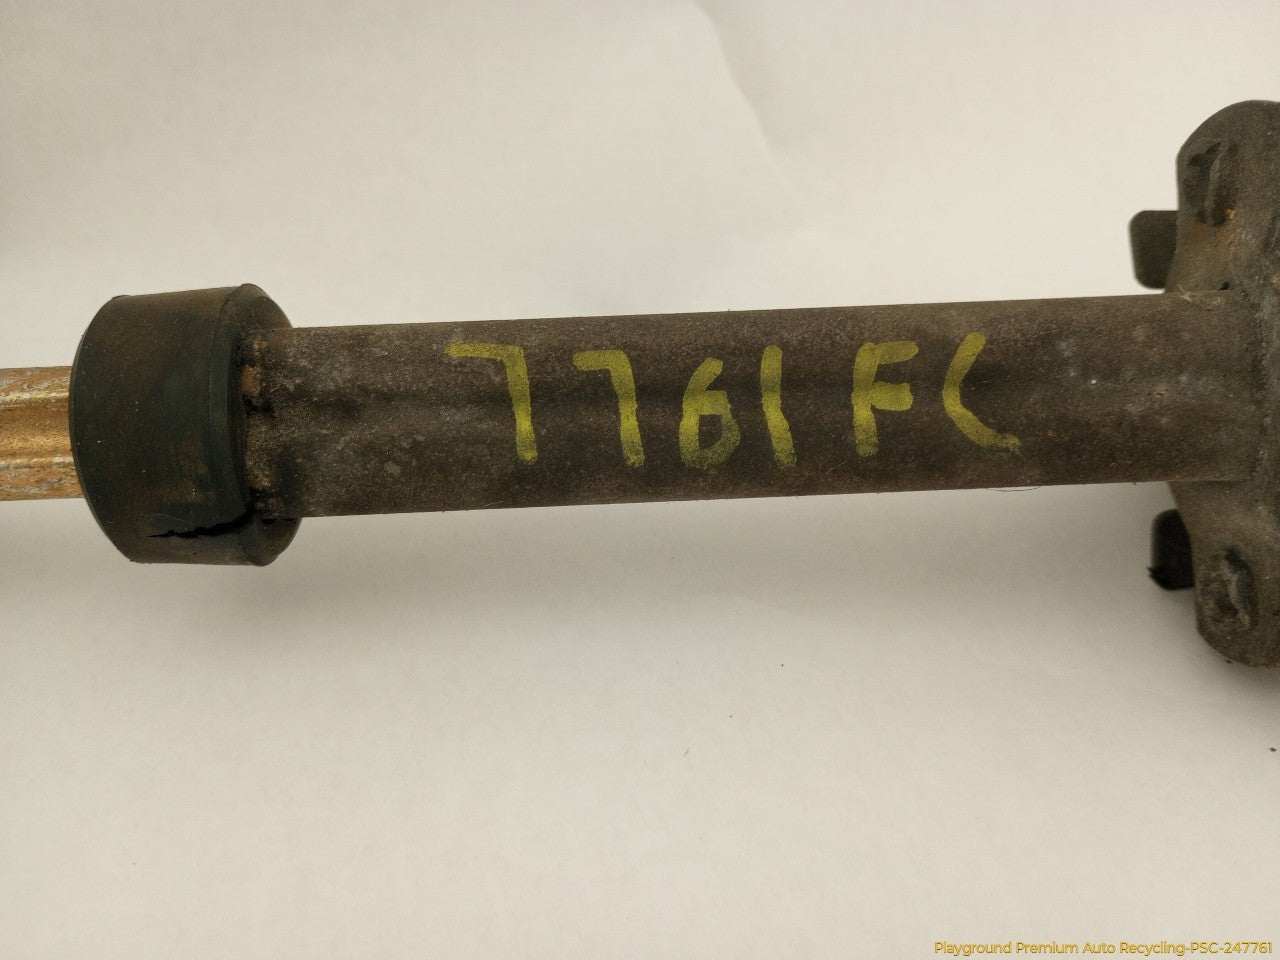 7761FC
Playground Premium Auto Recycling-PSC-247761